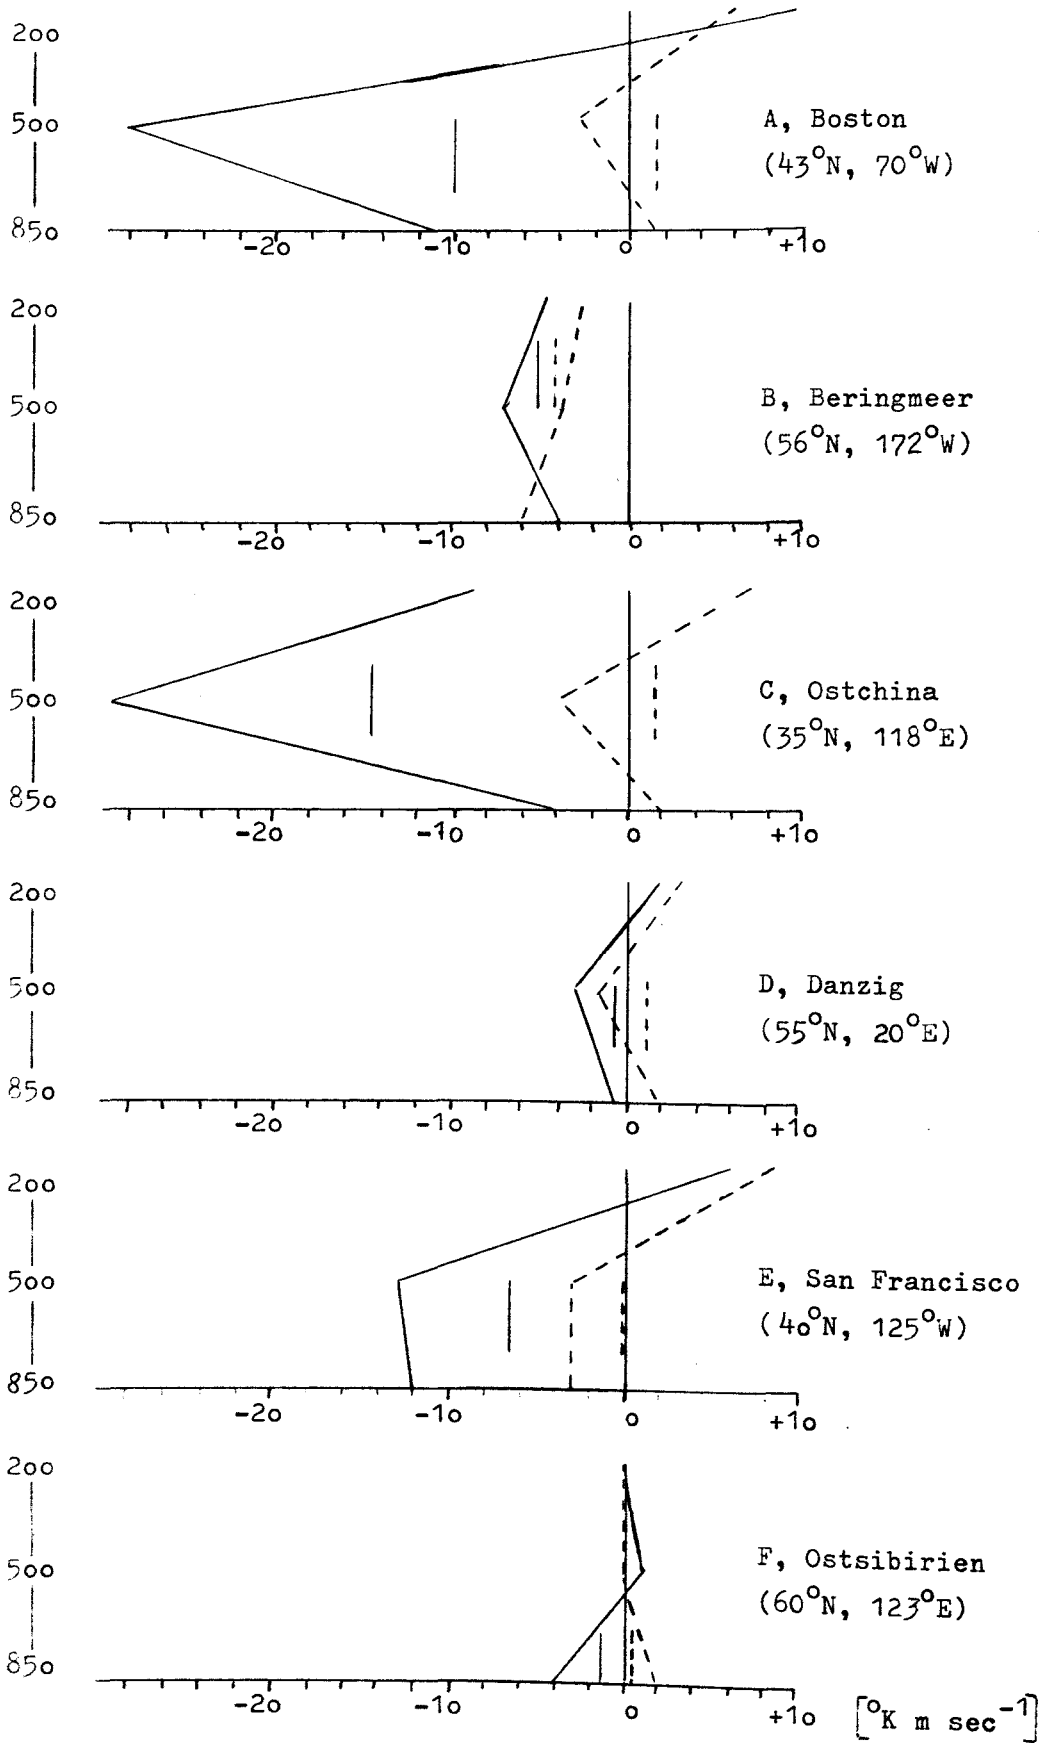 200
500
A, Boston
(43°N, 70°W)
850
-20 -10 0 +10
200
500
B, Beringmeer
(56°N, 172°W)
850
-20 -10 0 +10
200
500
C, Ostchina
(35°N, 118°E)
850
-20 -10 0 +10
200
500
D, Danzig
(55°N, 20°E)
850
-20 -10 0 +10
200
500
E, San Francisco
(40°N, 125°W)
850
-20 -10 0 +10
200
500
F, Ostsibirien
(60°N, 123°E)
850
-20 -10 0 +10 [°K m sec⁻¹]